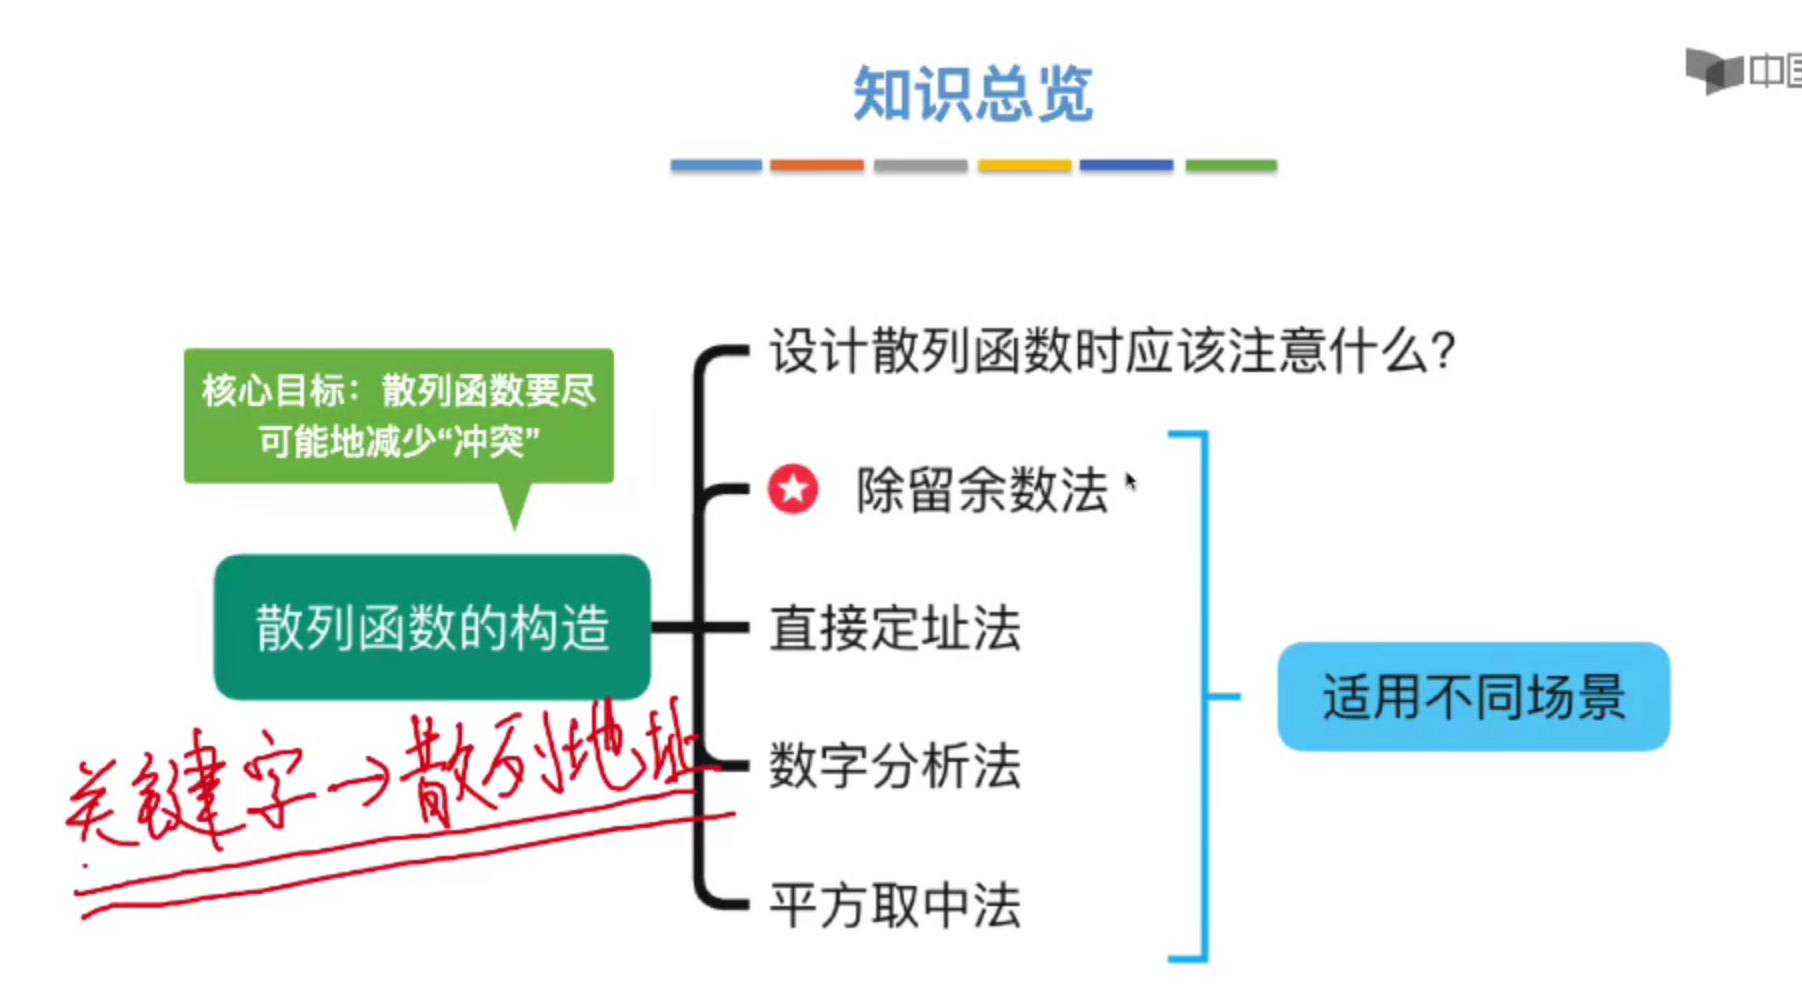 知识总览
中国
核心目标：散列函数要尽
可能地减少“冲突”
散列函数的构造
关键字→散列地址
设计散列函数时应该注意什么?
除留余数法
直接定址法
数字分析法
平方取中法
适用不同场景